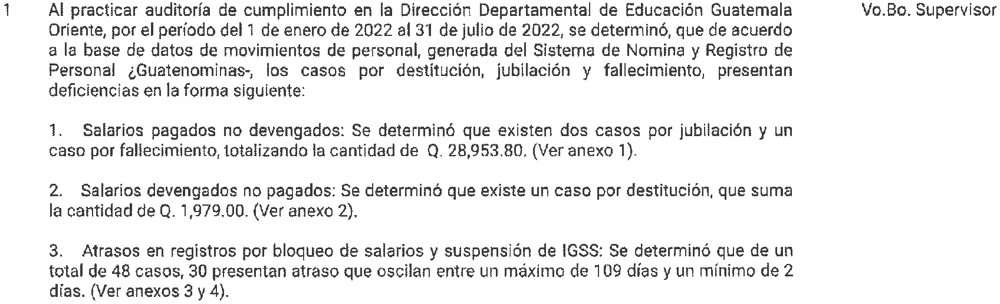 1 Al practicar auditoría de cumplimiento en la Dirección Departamental de Educación Guatemala Vo.Bo. Supervisor
Oriente, por el período del 1 de enero de 2022 al 31 de julio de 2022, se determinó, que de acuerdo
a la base de datos de movimientos de personal, generada del Sistema de Nomina y Registro de
Personal ¿Guatenominas-, los casos por destitución, jubilación y fallecimiento, presentan
deficiencias en la forma siguiente:
1. Salarios pagados no devengados: Se determinó que existen dos casos por jubilación y un
caso por fallecimiento, totalizando la cantidad de Q. 28,953.80. (Ver anexo 1).
2. Salarios devengados no pagados: Se determinó que existe un caso por destitución, que suma
la cantidad de Q. 1,979.00. (Ver anexo 2).
3. Atrasos en registros por bloqueo de salarios y suspensión de IGSS: Se determinó que de un
total de 48 casos, 30 presentan atraso que oscilan entre un máximo de 109 días y un mínimo de 2
días. (Ver anexos 3 y 4).